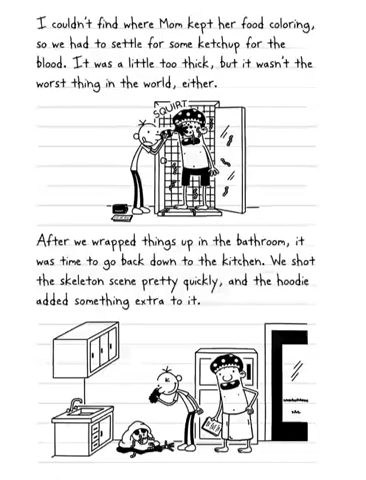 I couldn't find where Mom kept her food coloring,
so we had to settle for some ketchup for the
blood. It was a little too thick, but it wasn't the
worst thing in the world, either.
SQUIRT
After we wrapped things up in the bathroom, it
was time to go back down to the kitchen. We shot
the skeleton scene pretty quickly, and the hoodie
added something extra to it.